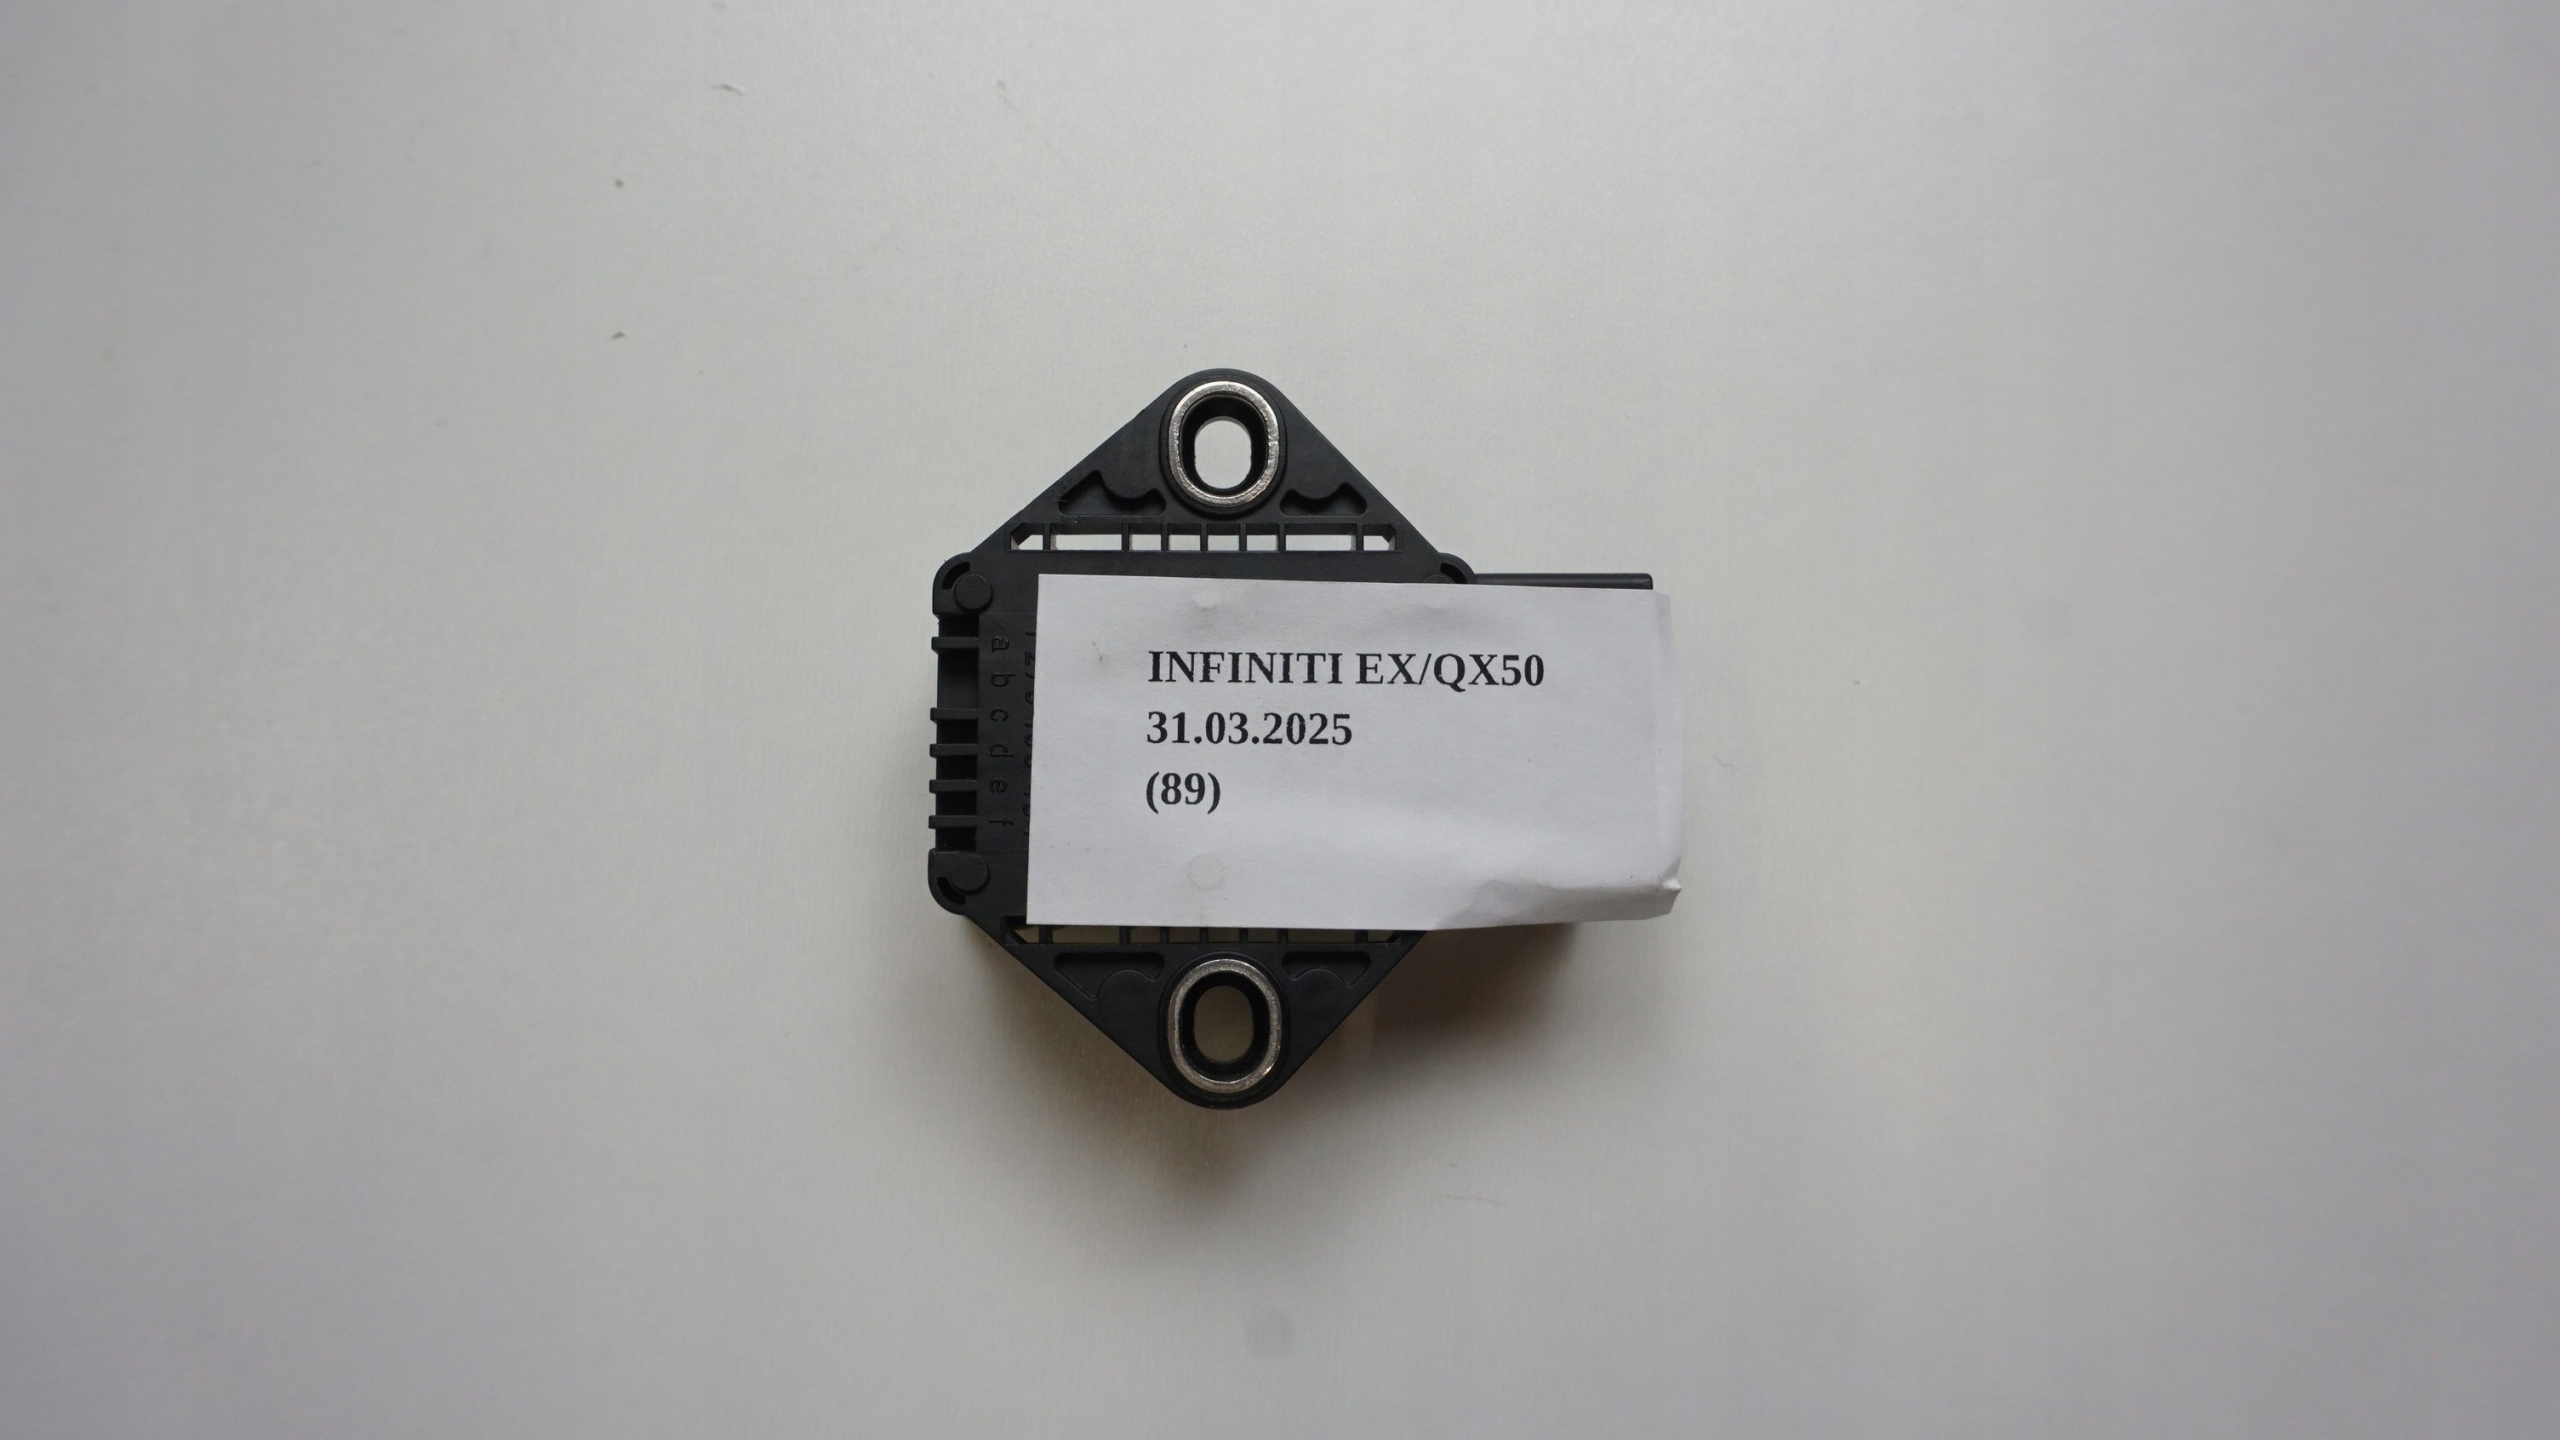 INFINITI EX/QX50
31.03.2025
(89)
a b c d e f